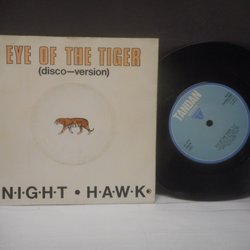 EYE OF THE TIGER
(disco-version)
N·I·G·H·T · H·A·W·K·
TANDAN